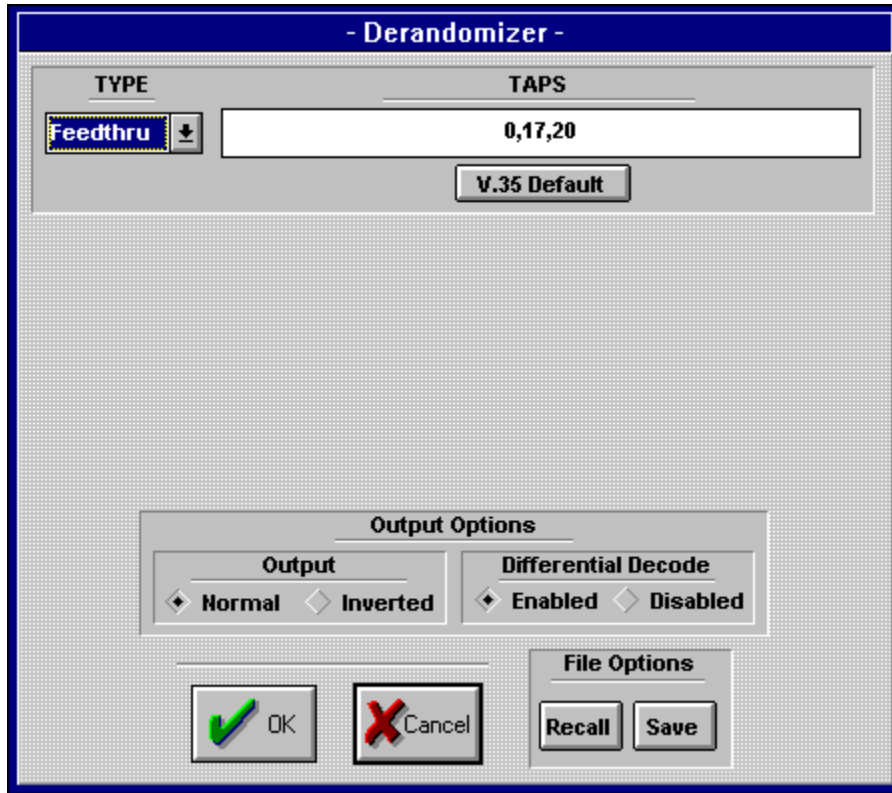 - Derandomizer -
TYPE
TAPS
Feedthru
0,17,20
V.35 Default
Output Options
Output
Differential Decode
Normal
Inverted
Enabled
Disabled
File Options
OK
Cancel
Recall
Save